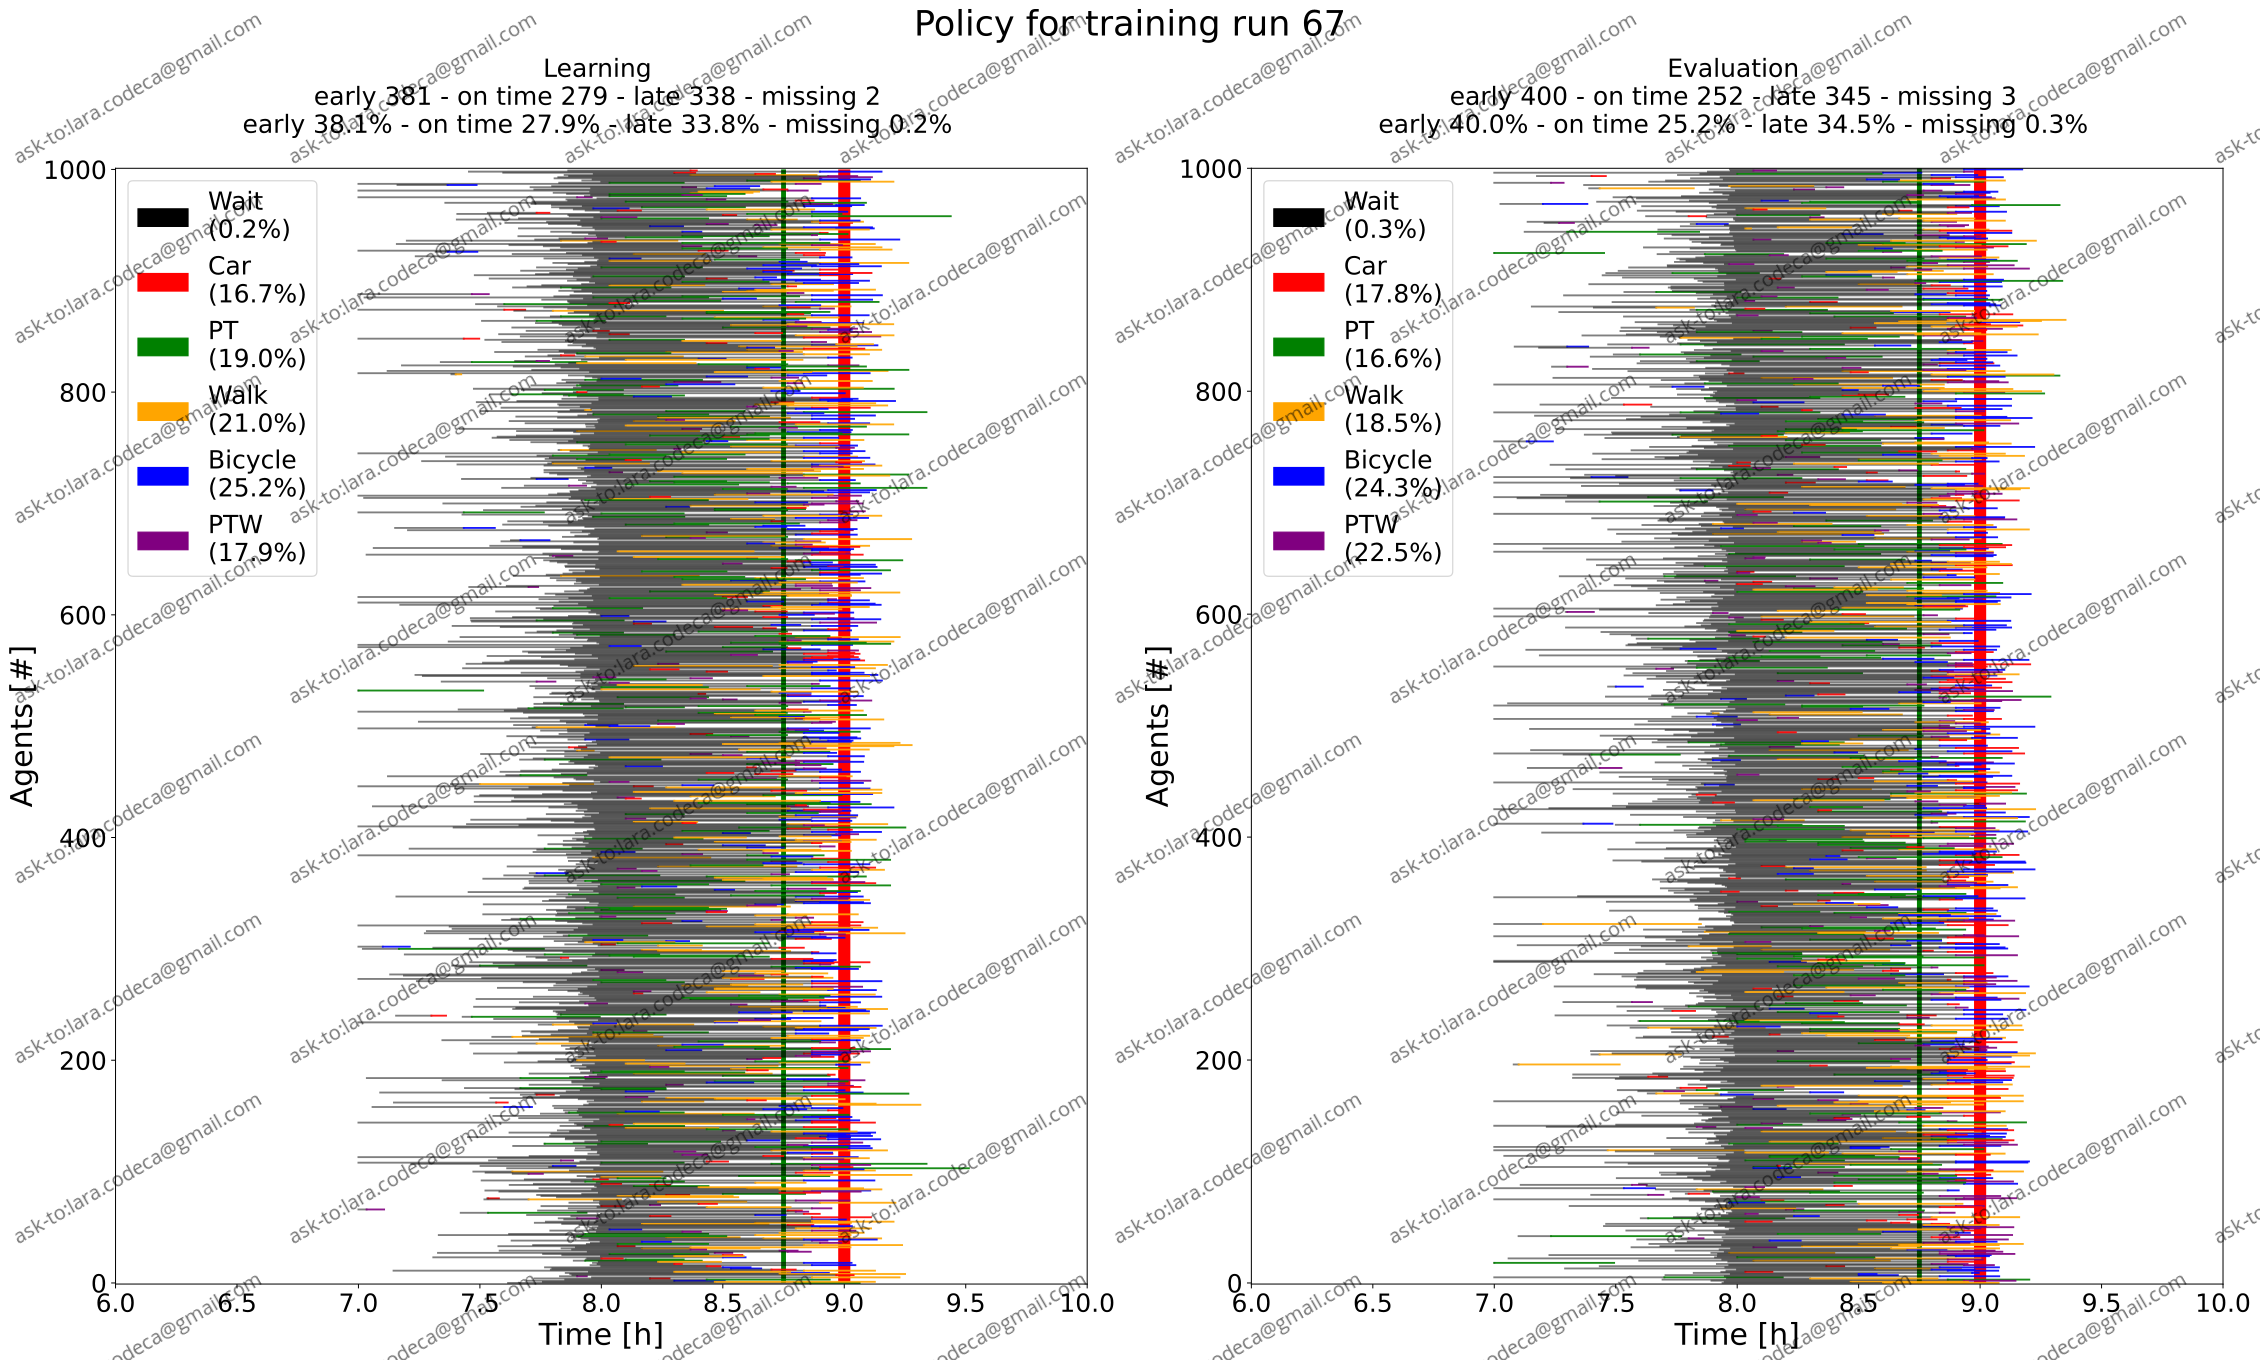 Policy for training run 67
Learning
early 381 - on time 279 - late 338 - missing 2
early 38.1% - on time 27.9% - late 33.8% - missing 0.2%
Wait
(0.2%)
Car
(16.7%)
PT
(19.0%)
Walk
(21.0%)
Bicycle
(25.2%)
PTW
(17.9%)
Agents [#]
1000
800
600
400
200
0
6.0 6.5 7.0 7.5 8.0 8.5 9.0 9.5 10.0
Time [h]
Evaluation
early 400 - on time 252 - late 345 - missing 3
early 40.0% - on time 25.2% - late 34.5% - missing 0.3%
Wait
(0.3%)
Car
(17.8%)
PT
(16.6%)
Walk
(18.5%)
Bicycle
(24.3%)
PTW
(22.5%)
Agents [#]
1000
800
600
400
200
0
6.0 6.5 7.0 7.5 8.0 8.5 9.0 9.5 10.0
Time [h]
ask-to:lara.codeca@gmail.com